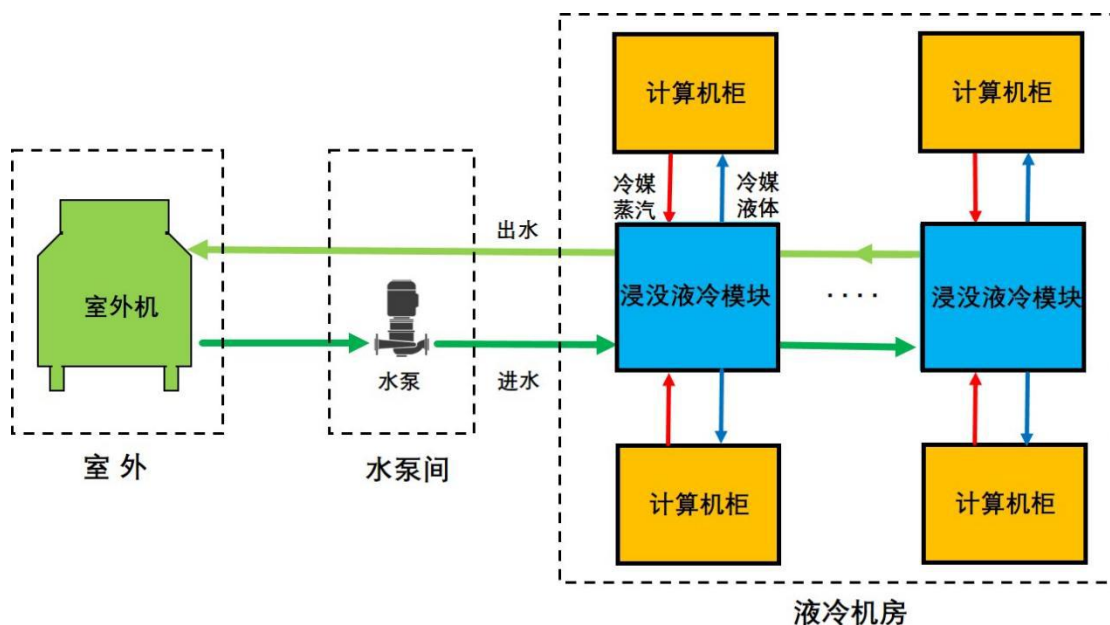 计算机柜
计算机柜
冷媒
蒸汽
冷媒
液体
出水
室外机
浸没液冷模块
····
浸没液冷模块
水泵
进水
室 外
水泵间
计算机柜
计算机柜
液冷机房